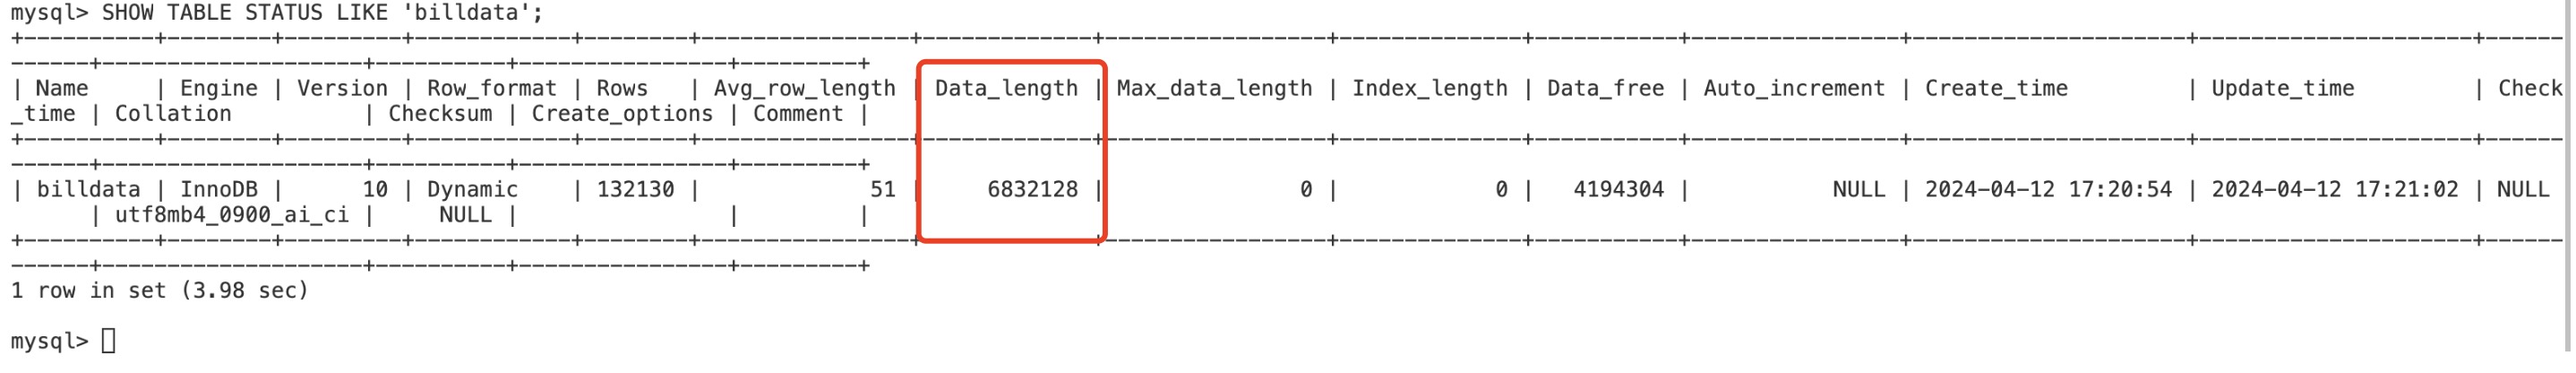 mysql> SHOW TABLE STATUS LIKE 'billdata';
+----------+--------+---------+------------+--------+----------------+-------------+-----------------+--------------+-----------+----------------+---------------------+---------------------+------
------+--------------------+----------+----------------+---------+
| Name     | Engine | Version | Row_format | Rows   | Avg_row_length | Data_length | Max_data_length | Index_length | Data_free | Auto_increment | Create_time         | Update_time         | Check
_time | Collation          | Checksum | Create_options | Comment |
+----------+--------+---------+------------+--------+----------------+-------------+-----------------+--------------+-----------+----------------+---------------------+---------------------+------
------+--------------------+----------+----------------+---------+
| billdata | InnoDB |      10 | Dynamic    | 132130 |             51 |     6832128 |               0 |            0 |   4194304 |           NULL | 2024-04-12 17:20:54 | 2024-04-12 17:21:02 | NULL
      | utf8mb4_0900_ai_ci |     NULL |                |         |
+----------+--------+---------+------------+--------+----------------+-------------+-----------------+--------------+-----------+----------------+---------------------+---------------------+------
------+--------------------+----------+----------------+---------+
1 row in set (3.98 sec)
mysql>